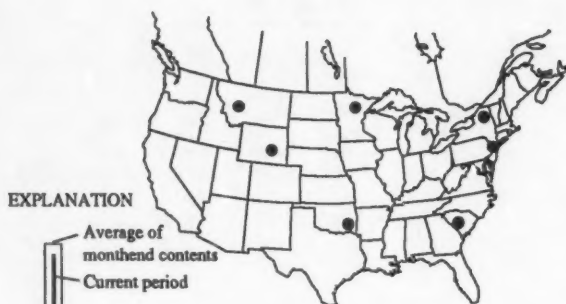 EXPLANATION
Average of
monthend contents
Current period